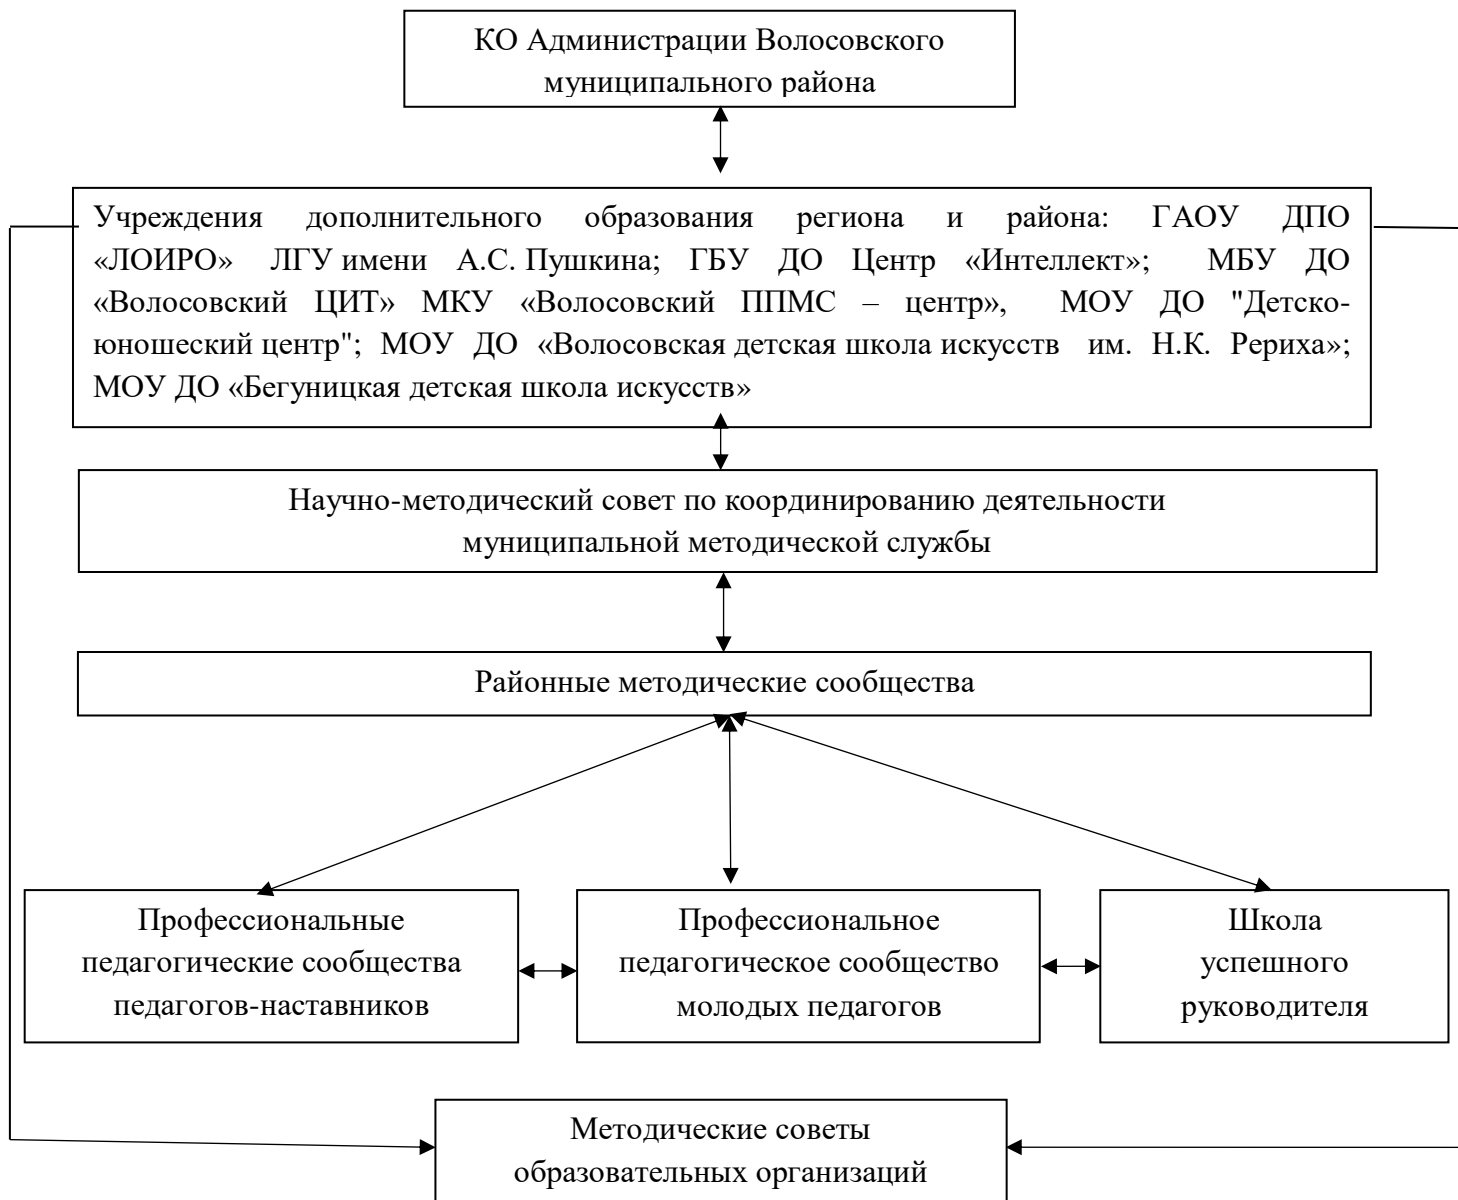 КО Администрации Волосовского
муниципального района
Учреждения дополнительного образования региона и района: ГАОУ ДПО
«ЛОИРО» ЛГУ имени А.С. Пушкина; ГБУ ДО Центр «Интеллект»; МБУ ДО
«Волосовский ЦИТ» МКУ «Волосовский ППМС – центр», МОУ ДО "Детско-
юношеский центр"; МОУ ДО «Волосовская детская школа искусств им. Н.К. Рериха»;
МОУ ДО «Бегуницкая детская школа искусств»
Научно-методический совет по координированию деятельности
муниципальной методической службы
Районные методические сообщества
Профессиональные
педагогические сообщества
педагогов-наставников
Профессиональное
педагогическое сообщество
молодых педагогов
Школа
успешного
руководителя
Методические советы
образовательных организаций